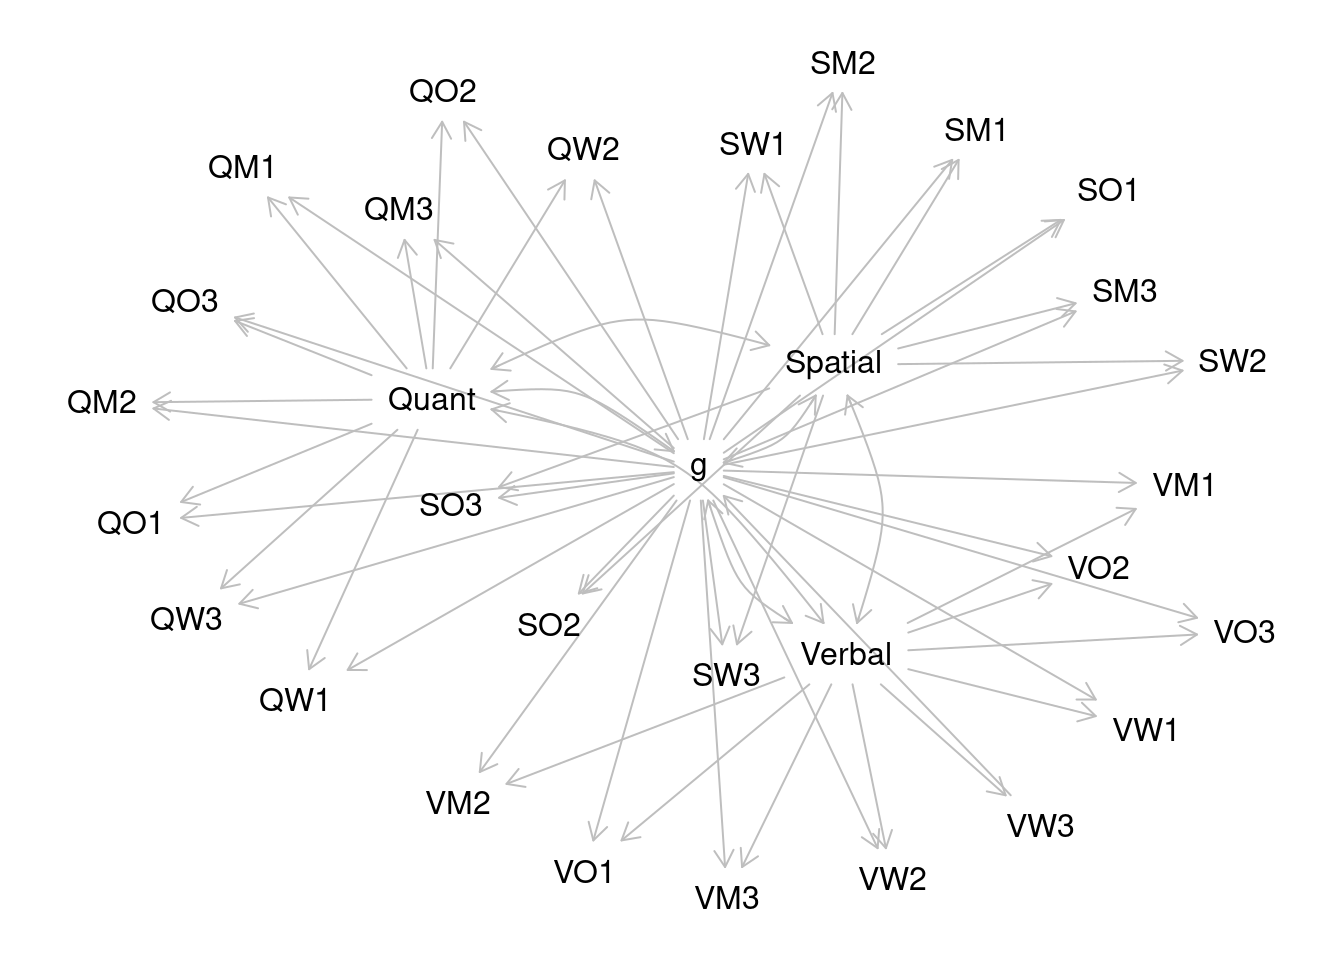 SM2
QO2
SM1
SW1
QW2
QM1
SO1
QM3
SM3
QO3
Spatial
SW2
Quant
QM2
g
VM1
SO3
QO1
VO2
QW3
SO2
VO3
Verbal
SW3
QW1
VW1
VM2
VW3
VO1
VW2
VM3